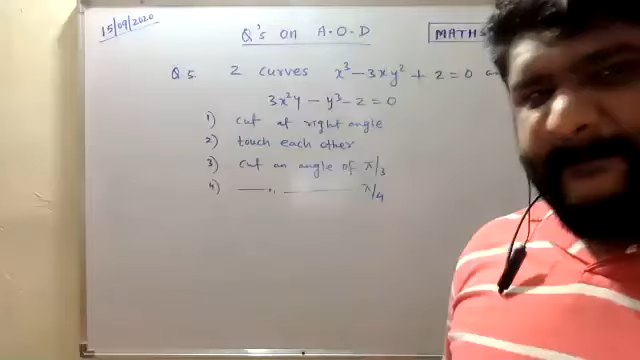 15/09/2020
Q's on A.O.D
MATHS
Q.5 2 curves x³ - 3xy² + 2 = 0
3x²y - y³ - 2 = 0
1) cut at right angle
2) touch each other
3) cut an angle of π/3
4) —— ,, ———— π/4